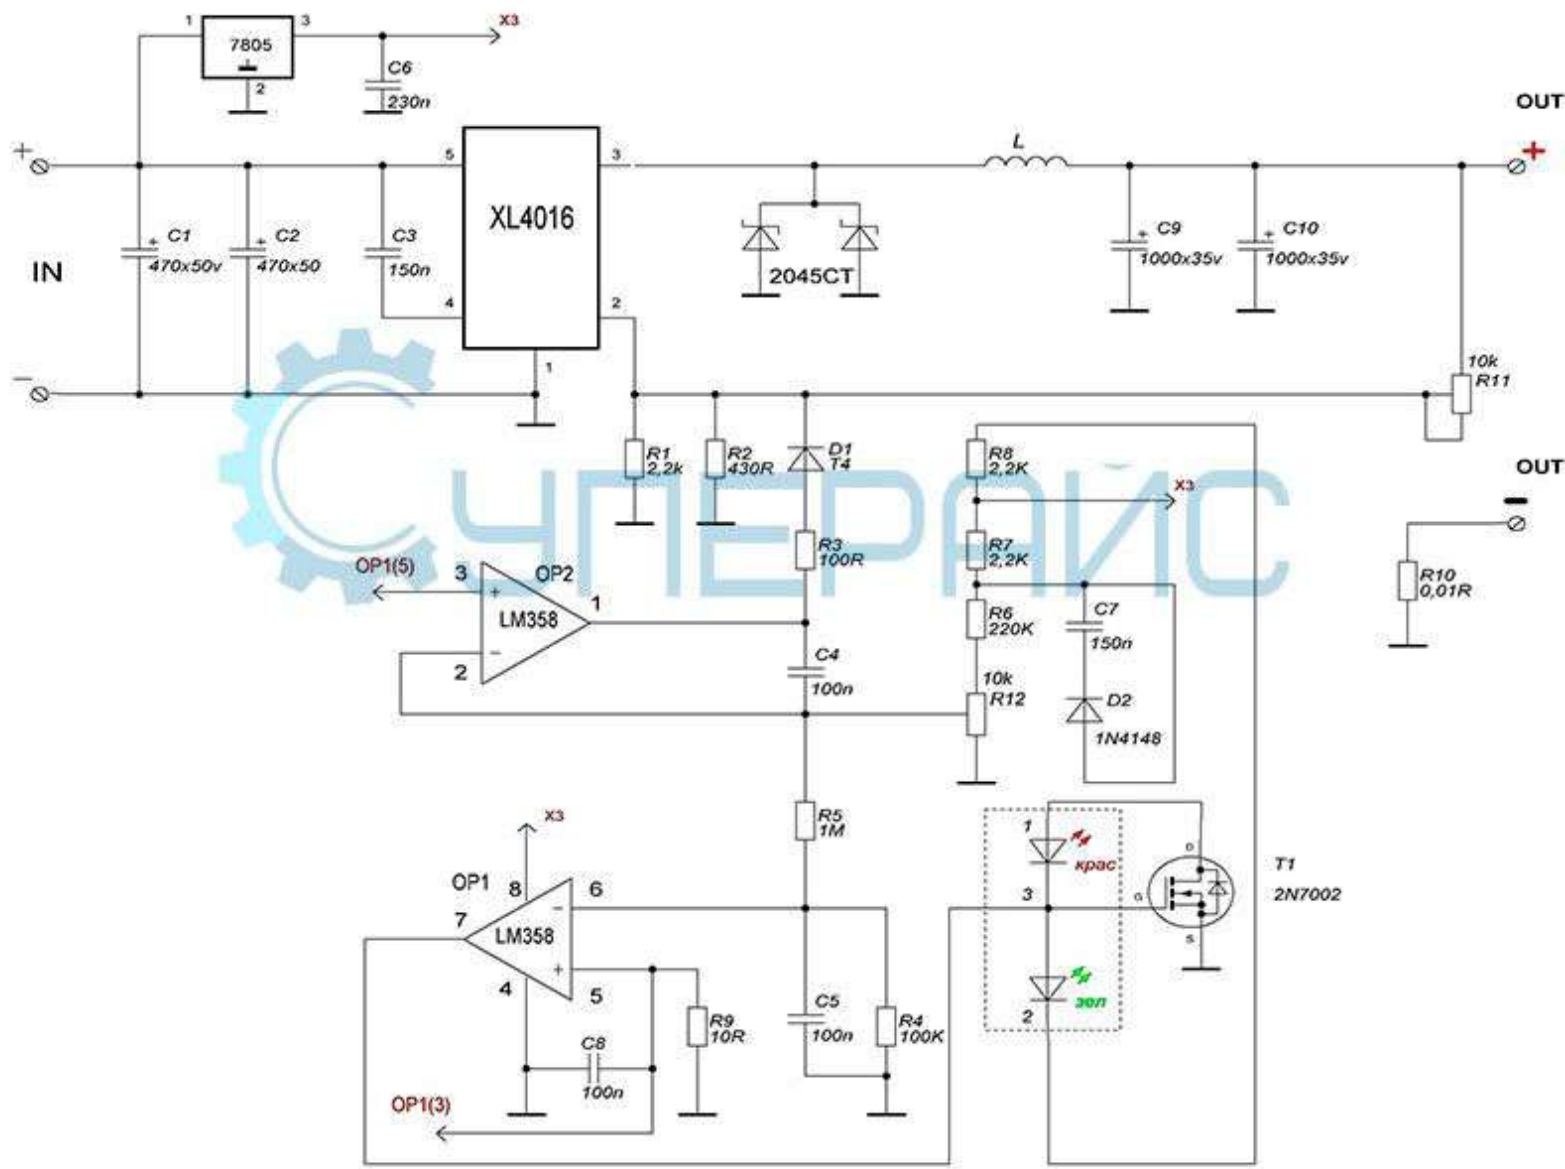 1
7805
3
X3
2
C6
230n
OUT
+
+
5
3
L
XL4016
C1
470x50v
+
C2
470x50
+
C3
150n
IN
2045CT
+
C9
1000x35v
+
C10
1000x35v
4
2
1
−
10k
R11
R1
2,2k
R2
430R
D1
T4
R8
2,2K
X3
OUT
−
СУПЕРАЙС
R3
100R
R7
2,2K
OP1(5)
3
OP2
+
LM358
1
−
2
R6
220K
C7
150n
R10
0,01R
C4
100n
10k
R12
D2
1N4148
X3
R5
1M
OP1
8
6
7
−
LM358
+
4
5
1
крас
3
зел
2
D
G
S
T1
2N7002
R9
10R
C5
100n
R4
100K
C8
100n
OP1(3)